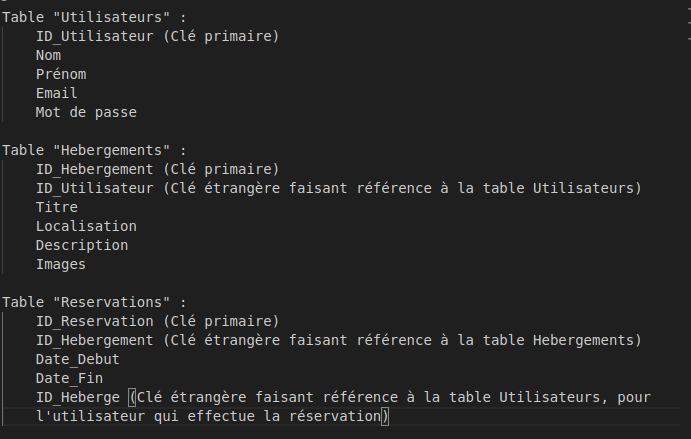 Table "Utilisateurs" :
ID_Utilisateur (Clé primaire)
Nom
Prénom
Email
Mot de passe
Table "Hebergements" :
ID_Hebergement (Clé primaire)
ID_Utilisateur (Clé étrangère faisant référence à la table Utilisateurs)
Titre
Localisation
Description
Images
Table "Reservations" :
ID_Reservation (Clé primaire)
ID_Hebergement (Clé étrangère faisant référence à la table Hebergements)
Date_Debut
Date_Fin
ID_Heberge (Clé étrangère faisant référence à la table Utilisateurs, pour
l'utilisateur qui effectue la réservation)